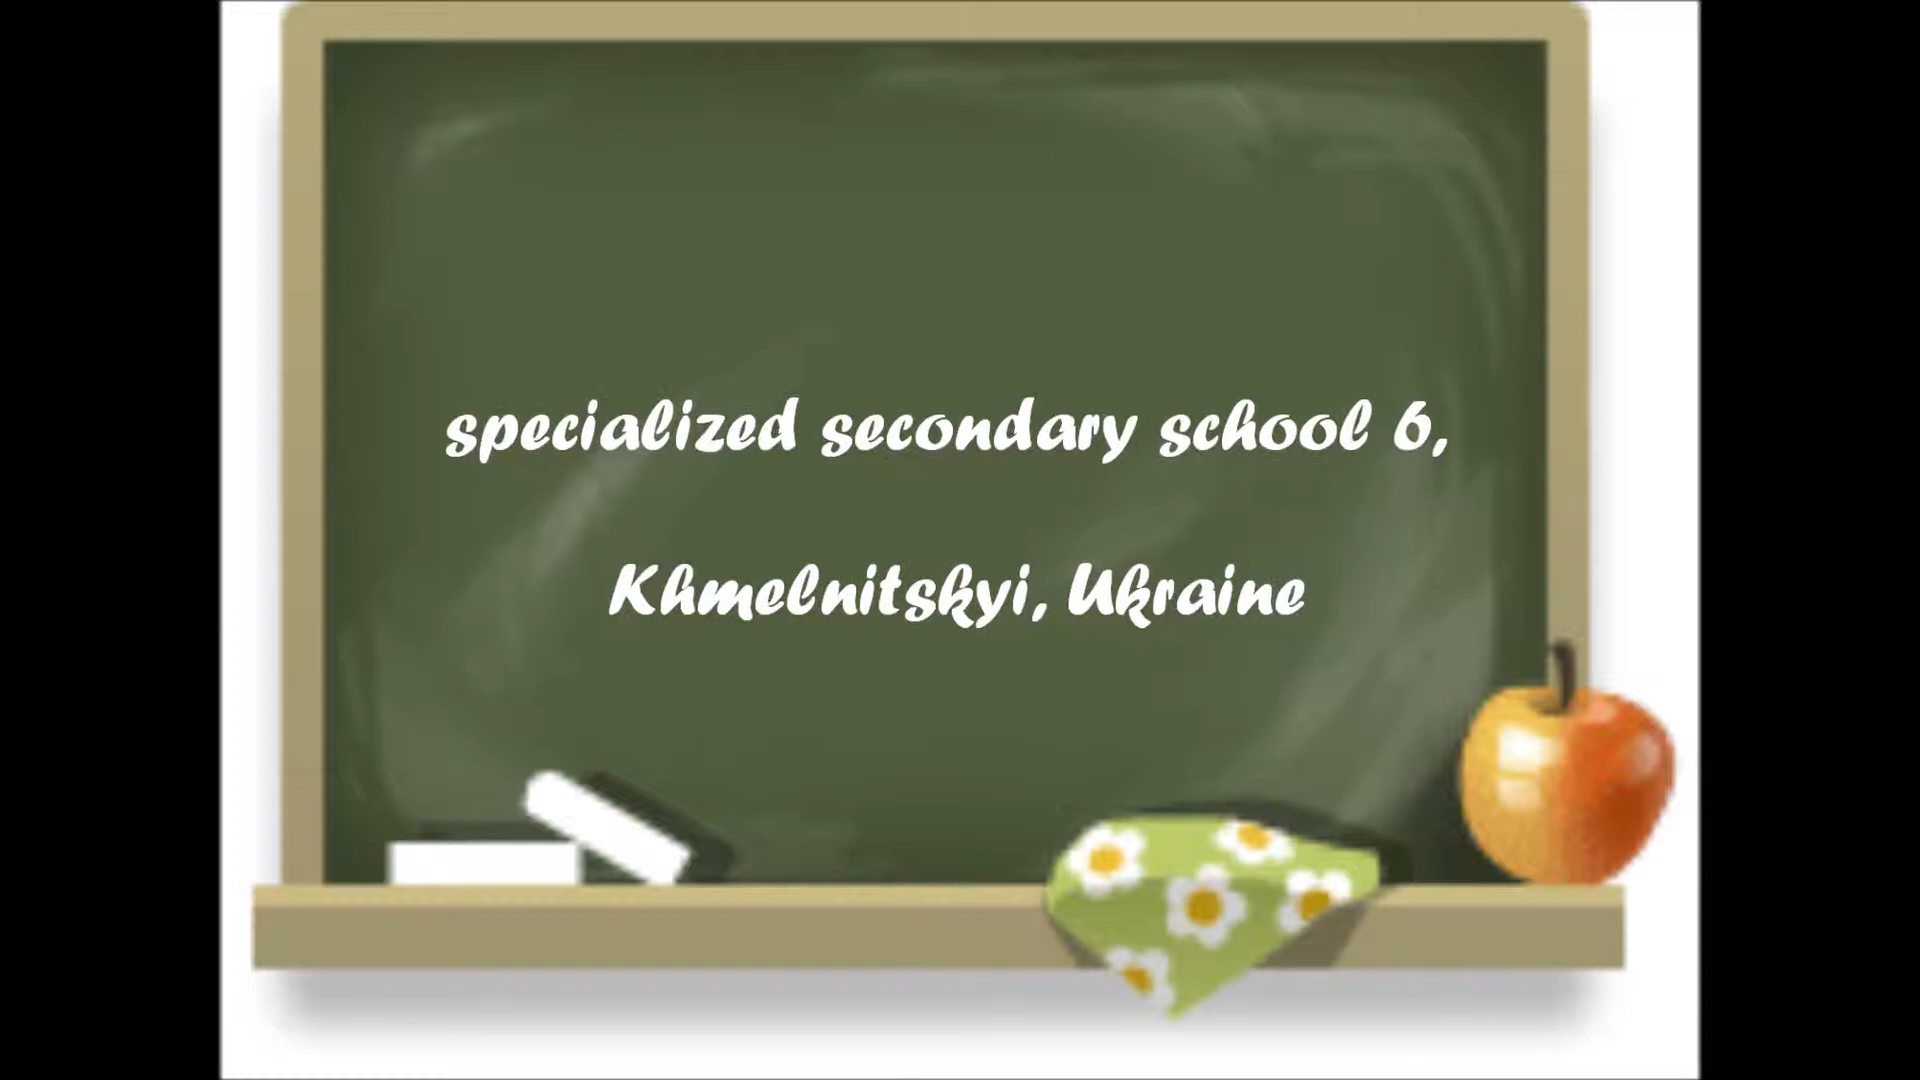 specialized secondary school 6,
Khmelnitskyi, Ukraine